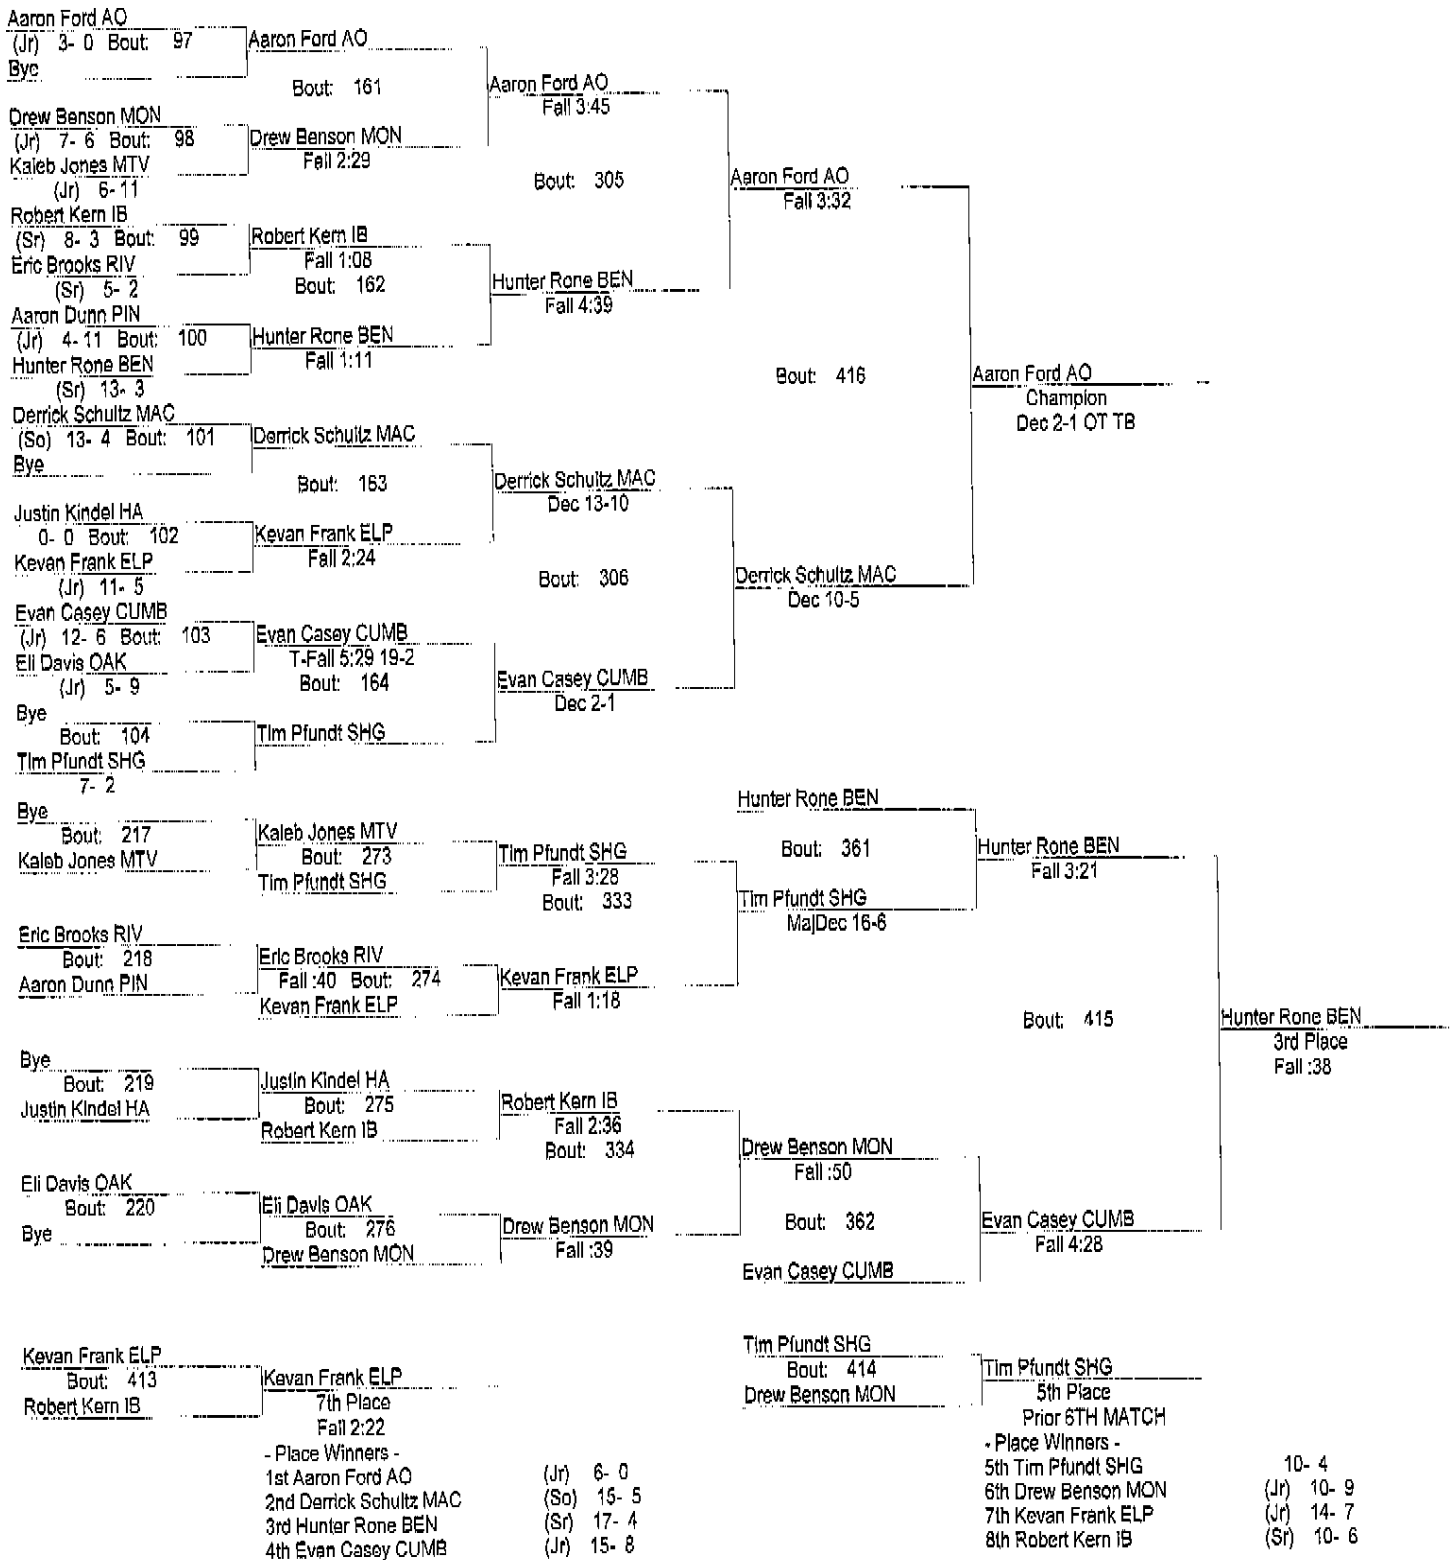 Aaron Ford AO
(Jr) 3- 0 Bout: 97
Bye
Aaron Ford AO
Bout: 161
Drew Benson MON
(Jr) 7- 6 Bout: 98
Kaleb Jones MTV
(Jr) 6- 11
Drew Benson MON
Fall 2:29
Aaron Ford AO
Fall 3:45
Bout: 305
Robert Kern IB
(Sr) 8- 3 Bout: 99
Eric Brooks RIV
(Sr) 5- 2
Robert Kern IB
Fall 1:08
Bout: 162
Aaron Dunn PIN
(Jr) 4- 11 Bout: 100
Hunter Rone BEN
(Sr) 13- 3
Hunter Rone BEN
Fall 1:11
Hunter Rone BEN
Fall 4:39
Aaron Ford AO
Fall 3:32
Bout: 416
Aaron Ford AO
Champion
Dec 2-1 OT TB
Derrick Schultz MAC
(So) 13- 4 Bout: 101
Bye
Derrick Schultz MAC
Bout: 163
Justin Kindel HA
0- 0 Bout: 102
Kevan Frank ELP
(Jr) 11- 5
Kevan Frank ELP
Fall 2:24
Derrick Schultz MAC
Dec 13-10
Bout: 306
Evan Casey CUMB
(Jr) 12- 6 Bout: 103
Eli Davis OAK
(Jr) 5- 9
Evan Casey CUMB
T-Fall 5:29 19-2
Bout: 164
Bye
Bout: 104
Tim Pfundt SHG
7- 2
Tim Pfundt SHG
Evan Casey CUMB
Dec 2-1
Derrick Schultz MAC
Dec 10-5
Bye
Bout: 217
Kaleb Jones MTV
Kaleb Jones MTV
Bout: 273
Tim Pfundt SHG
Tim Pfundt SHG
Fall 3:28
Bout: 333
Eric Brooks RIV
Bout: 218
Aaron Dunn PIN
Eric Brooks RIV
Fall :40 Bout: 274
Kevan Frank ELP
Kevan Frank ELP
Fall 1:18
Hunter Rone BEN
Bout: 361
Tim Pfundt SHG
MajDec 16-6
Hunter Rone BEN
Fall 3:21
Bout: 415
Hunter Rone BEN
3rd Place
Fall :38
Bye
Bout: 219
Justin Kindel HA
Justin Kindel HA
Bout: 275
Robert Kern IB
Robert Kern IB
Fall 2:36
Bout: 334
Eli Davis OAK
Bout: 220
Bye
Eli Davis OAK
Bout: 276
Drew Benson MON
Drew Benson MON
Fall :39
Drew Benson MON
Fall :50
Bout: 362
Evan Casey CUMB
Evan Casey CUMB
Fall 4:28
Kevan Frank ELP
Bout: 413
Robert Kern IB
Kevan Frank ELP
7th Place
Fall 2:22
Tim Pfundt SHG
Bout: 414
Drew Benson MON
Tim Pfundt SHG
5th Place
Prior 6TH MATCH
- Place Winners -
1st Aaron Ford AO (Jr) 6- 0
2nd Derrick Schultz MAC (So) 15- 5
3rd Hunter Rone BEN (Sr) 17- 4
4th Evan Casey CUMB (Jr) 15- 8
- Place Winners -
5th Tim Pfundt SHG 10- 4
6th Drew Benson MON (Jr) 10- 9
7th Kevan Frank ELP (Jr) 14- 7
8th Robert Kern IB (Sr) 10- 6